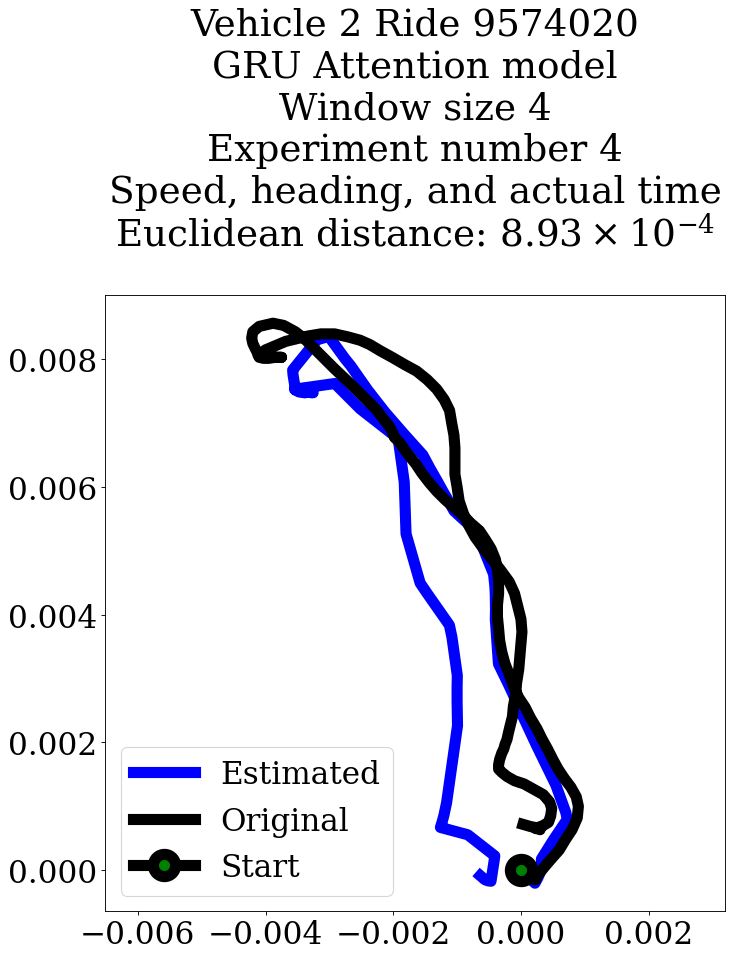 Vehicle 2 Ride 9574020
GRU Attention model
Window size 4
Experiment number 4
Speed, heading, and actual time
Euclidean distance: 8.93 × 10⁻⁴
0.008
0.006
0.004
0.002
0.000
Estimated
Original
Start
−0.006 −0.004 −0.002 0.000 0.002